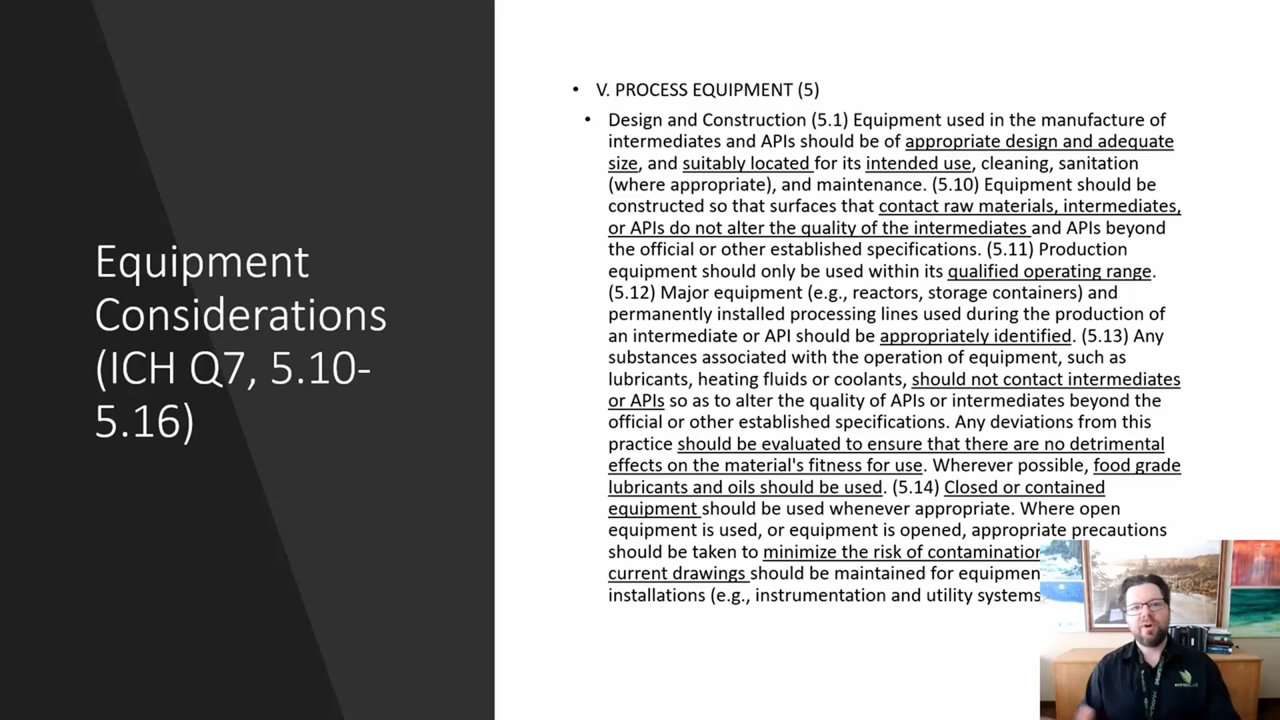 Equipment
Considerations
(ICH Q7, 5.10-
5.16)
• V. PROCESS EQUIPMENT (5)
• Design and Construction (5.1) Equipment used in the manufacture of
intermediates and APIs should be of appropriate design and adequate
size, and suitably located for its intended use, cleaning, sanitation
(where appropriate), and maintenance. (5.10) Equipment should be
constructed so that surfaces that contact raw materials, intermediates,
or APIs do not alter the quality of the intermediates and APIs beyond
the official or other established specifications. (5.11) Production
equipment should only be used within its qualified operating range.
(5.12) Major equipment (e.g., reactors, storage containers) and
permanently installed processing lines used during the production of
an intermediate or API should be appropriately identified. (5.13) Any
substances associated with the operation of equipment, such as
lubricants, heating fluids or coolants, should not contact intermediates
or APIs so as to alter the quality of APIs or intermediates beyond the
official or other established specifications. Any deviations from this
practice should be evaluated to ensure that there are no detrimental
effects on the material's fitness for use. Wherever possible, food grade
lubricants and oils should be used. (5.14) Closed or contained
equipment should be used whenever appropriate. Where open
equipment is used, or equipment is opened, appropriate precautions
should be taken to minimize the risk of contamination
current drawings should be maintained for equipmen
installations (e.g., instrumentation and utility systems